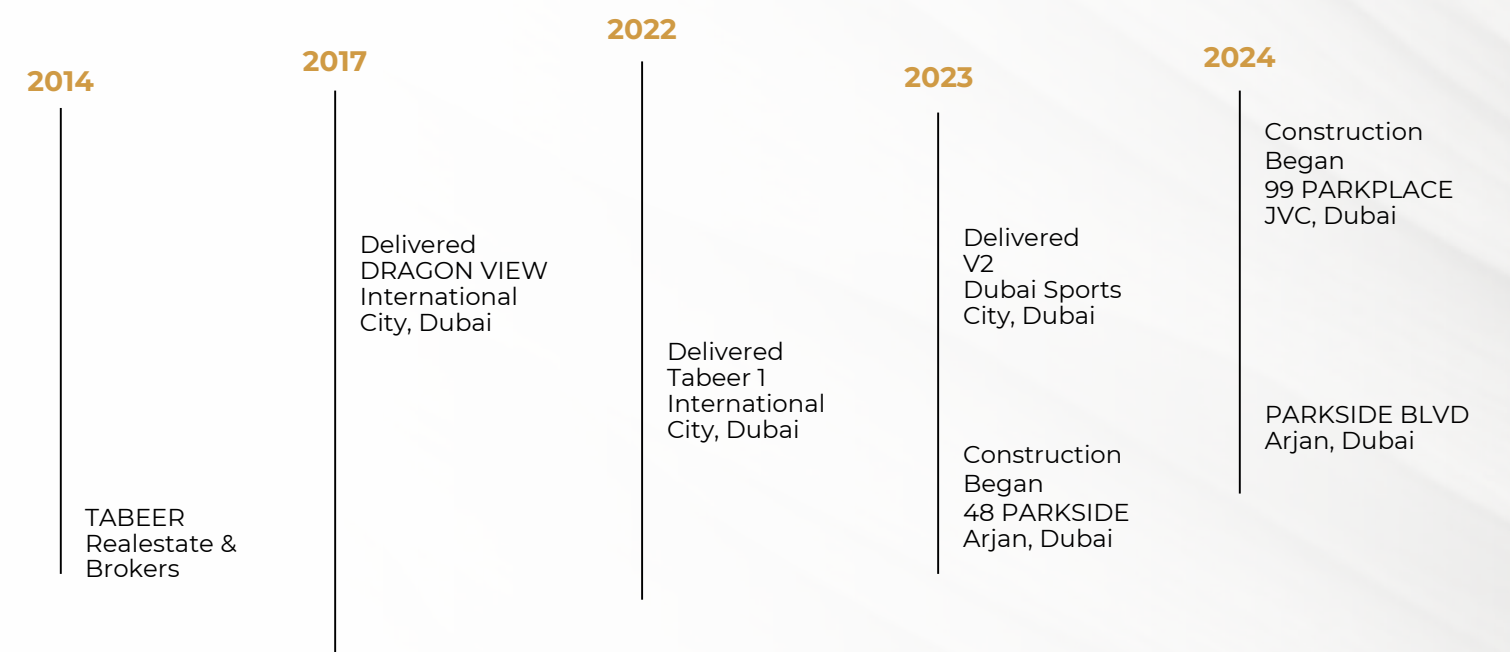 2014
TABEER
Realestate &
Brokers
2017
Delivered
DRAGON VIEW
International
City, Dubai
2022
Delivered
Tabeer 1
International
City, Dubai
2023
Delivered
V2
Dubai Sports
City, Dubai
Construction
Began
48 PARKSIDE
Arjan, Dubai
2024
Construction
Began
99 PARKPLACE
JVC, Dubai
PARKSIDE BLVD
Arjan, Dubai